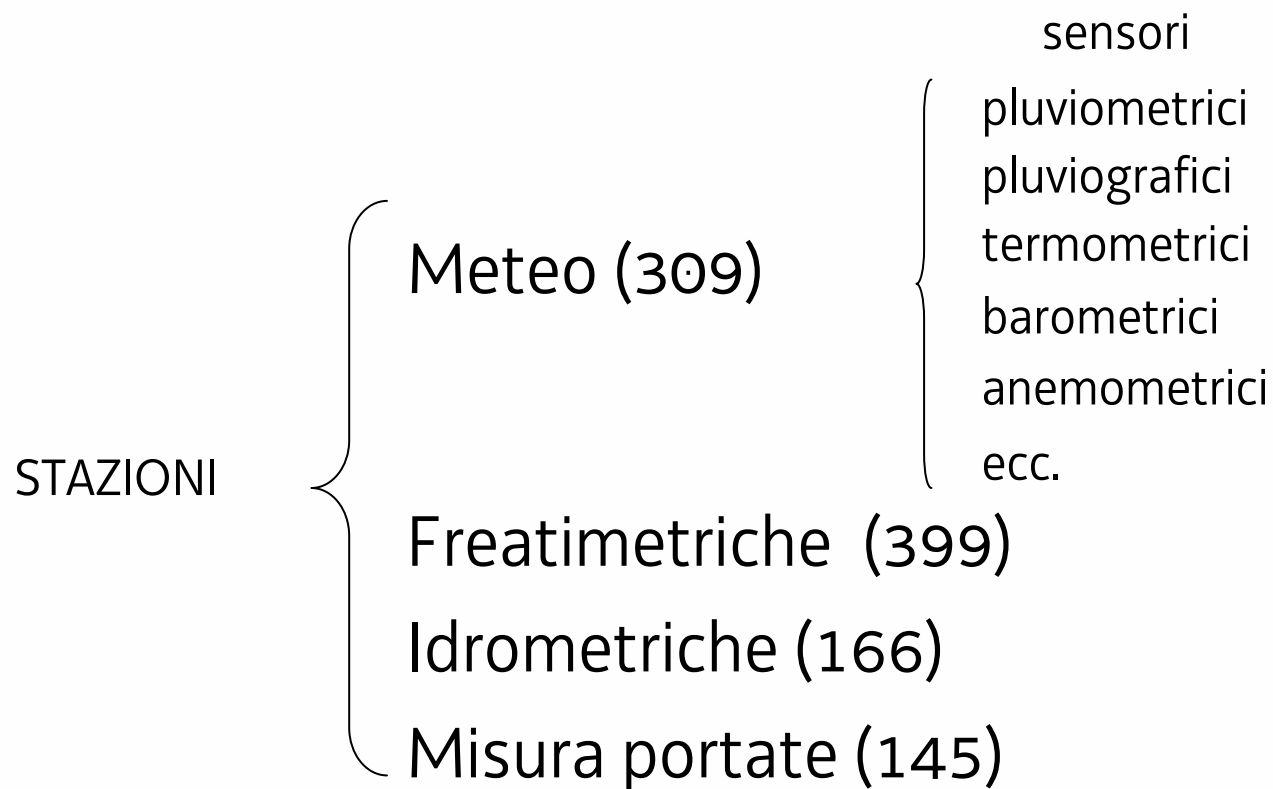 sensori
pluviometrici
pluviografici
Meteo (309)
termometrici
barometrici
anemometrici
STAZIONI
ecc.
Freatimetriche (399)
Idrometriche (166)
Misura portate (145)